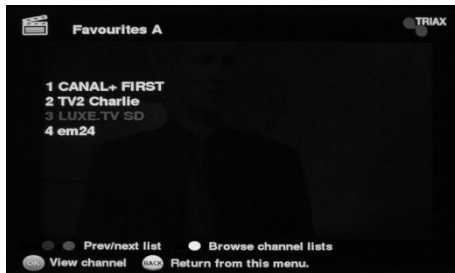 Favourites A
TRIAX
1 CANAL+ FIRST
2 TV2 Charlie
3 LUXE.TV SD
4 em24
Prev/next list Browse channel lists
OK View channel BACK Return from this menu.